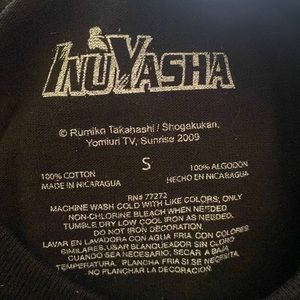 INUYASHA
© Rumiko Takahashi / Shogakukan,
Yomiuri TV, Sunrise 2009
S
100% COTTON
MADE IN NICARAGUA
100% ALGODON
HECHO EN NICARAGUA
RN# 77272
MACHINE WASH COLD WITH LIKE COLORS; ONLY
NON-CHLORINE BLEACH WHEN NEEDED
TUMBLE DRY LOW COOL IRON AS NEEDED.
DO NOT IRON DECORATION.
LAVAR EN LAVADORA CON AGUA FRIA CON COLORES
SIMILARES, USAR BLANQUEADOR SIN CLORO
CUANDO SEA NECESARIO, SECAR A BAJA
TEMPERATURA. PLANCHA FRIA SI SE NECESITA.
NO PLANCHAR LA DECORACION.